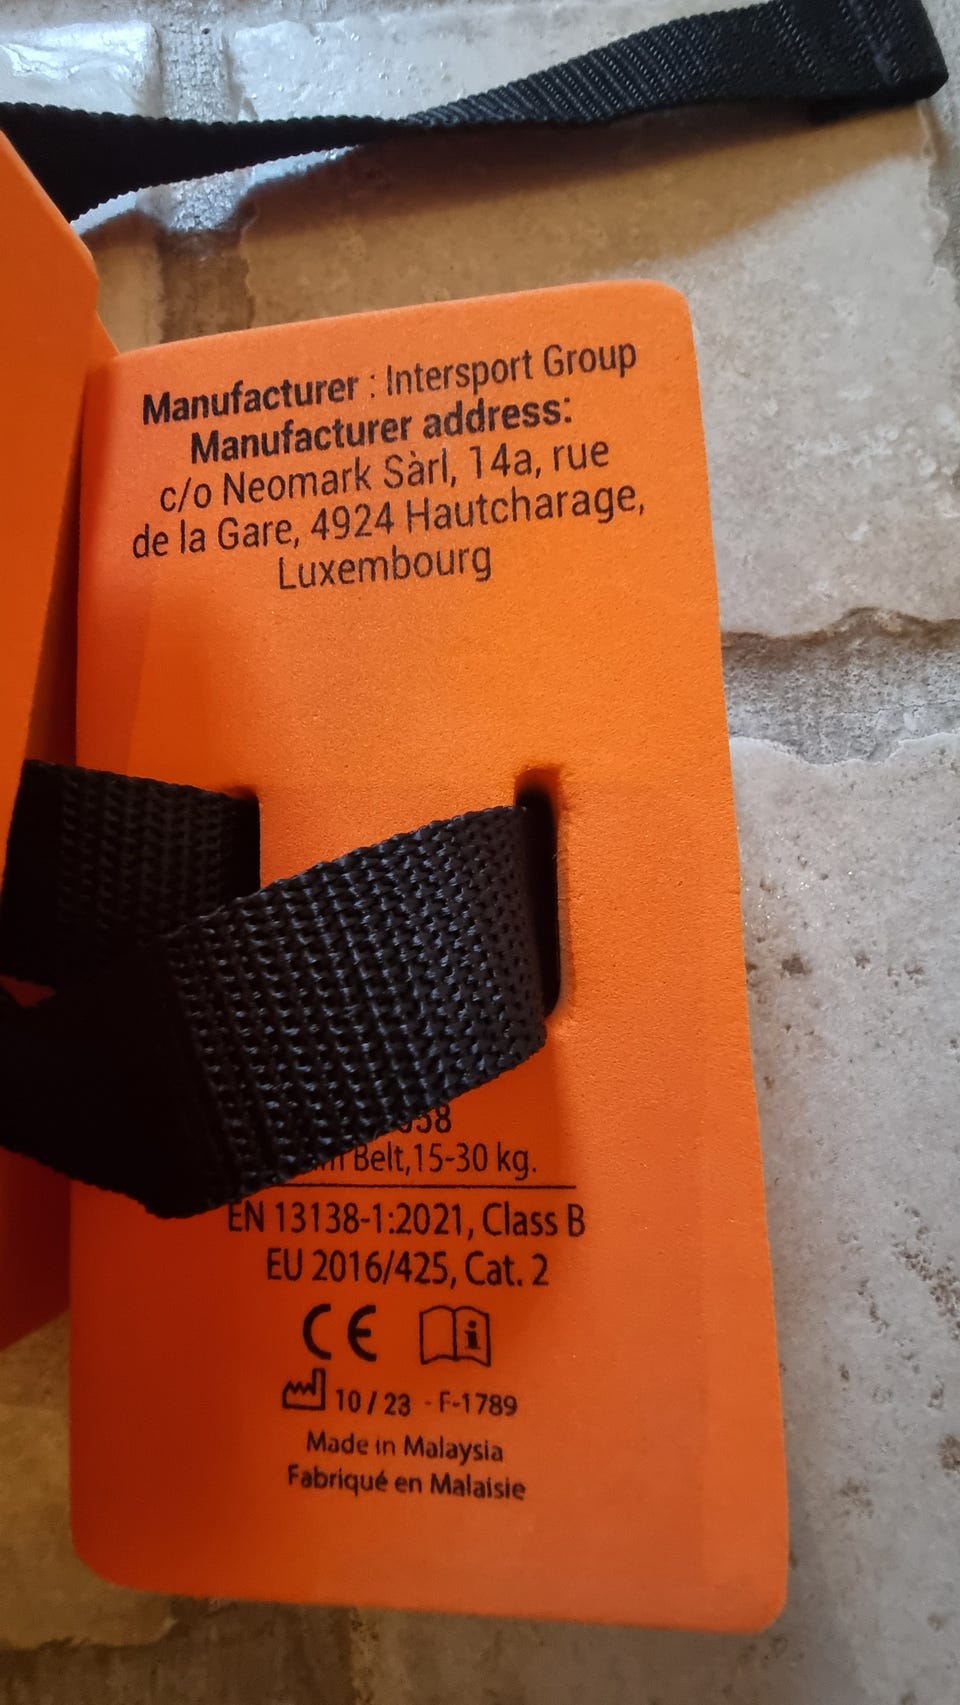 Manufacturer : Intersport Group
Manufacturer address:
c/o Neomark Sàrl, 14a, rue
de la Gare, 4924 Hautcharage,
Luxembourg
Belt,15-30 kg.
EN 13138-1:2021, Class B
EU 2016/425, Cat. 2
CE
10 / 23 - F-1789
Made in Malaysia
Fabriqué en Malaisie